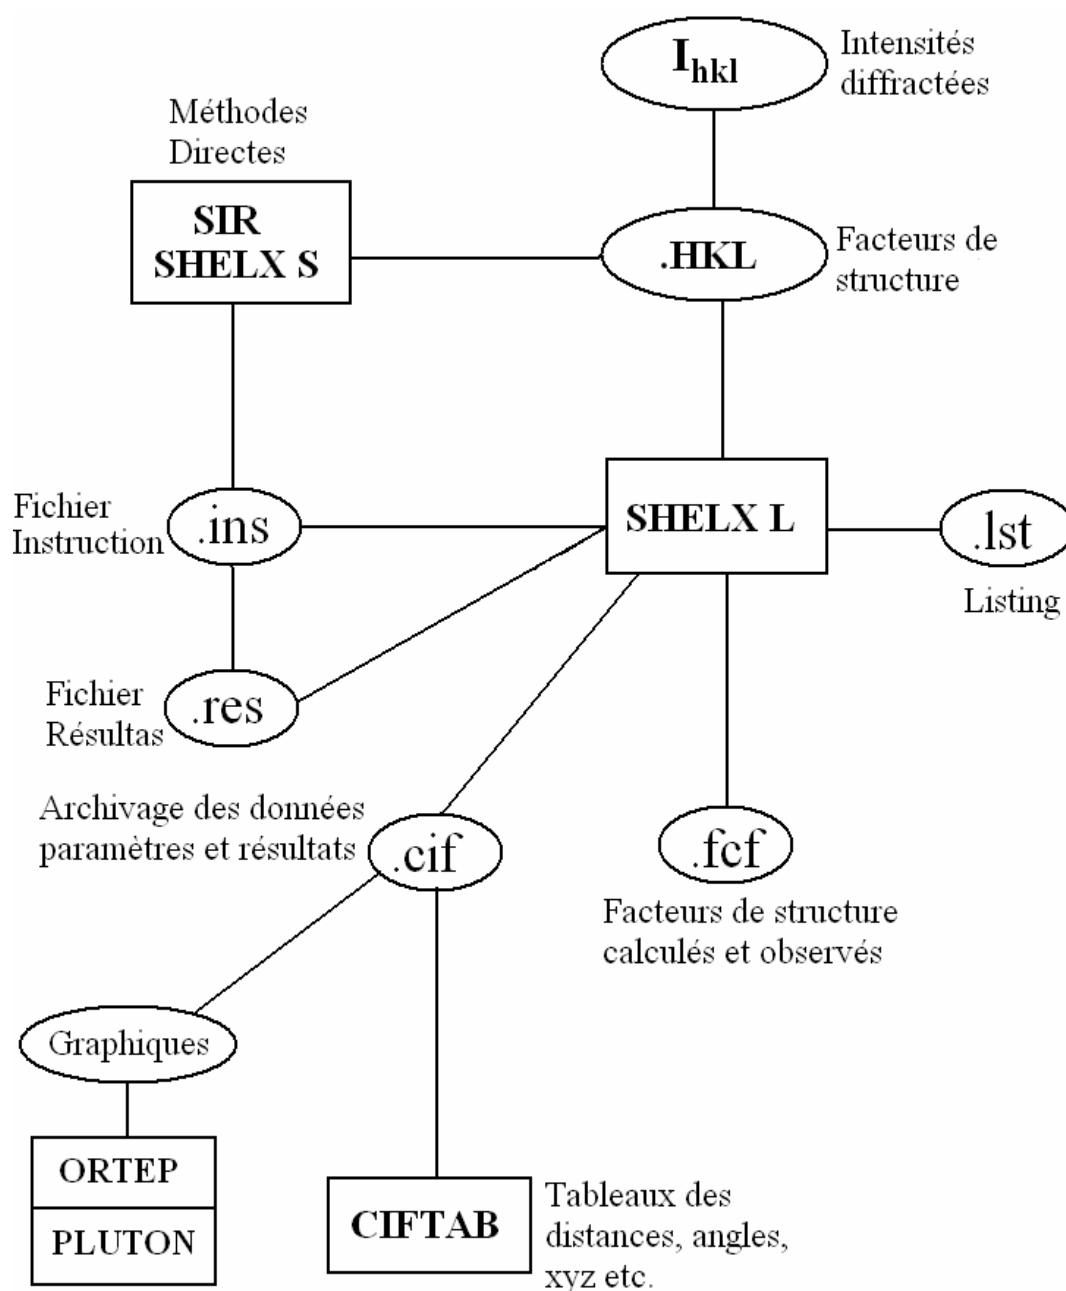 I_hkl
Intensités
diffractées
Méthodes
Directes
SIR
SHELX S
.HKL
Facteurs de
structure
Fichier
Instruction
.ins
SHELX L
.lst
Listing
Fichier
Résultas
.res
Archivage des données
paramètres et résultats
.cif
.fcf
Facteurs de structure
calculés et observés
Graphiques
ORTEP
PLUTON
CIFTAB
Tableaux des
distances, angles,
xyz etc.